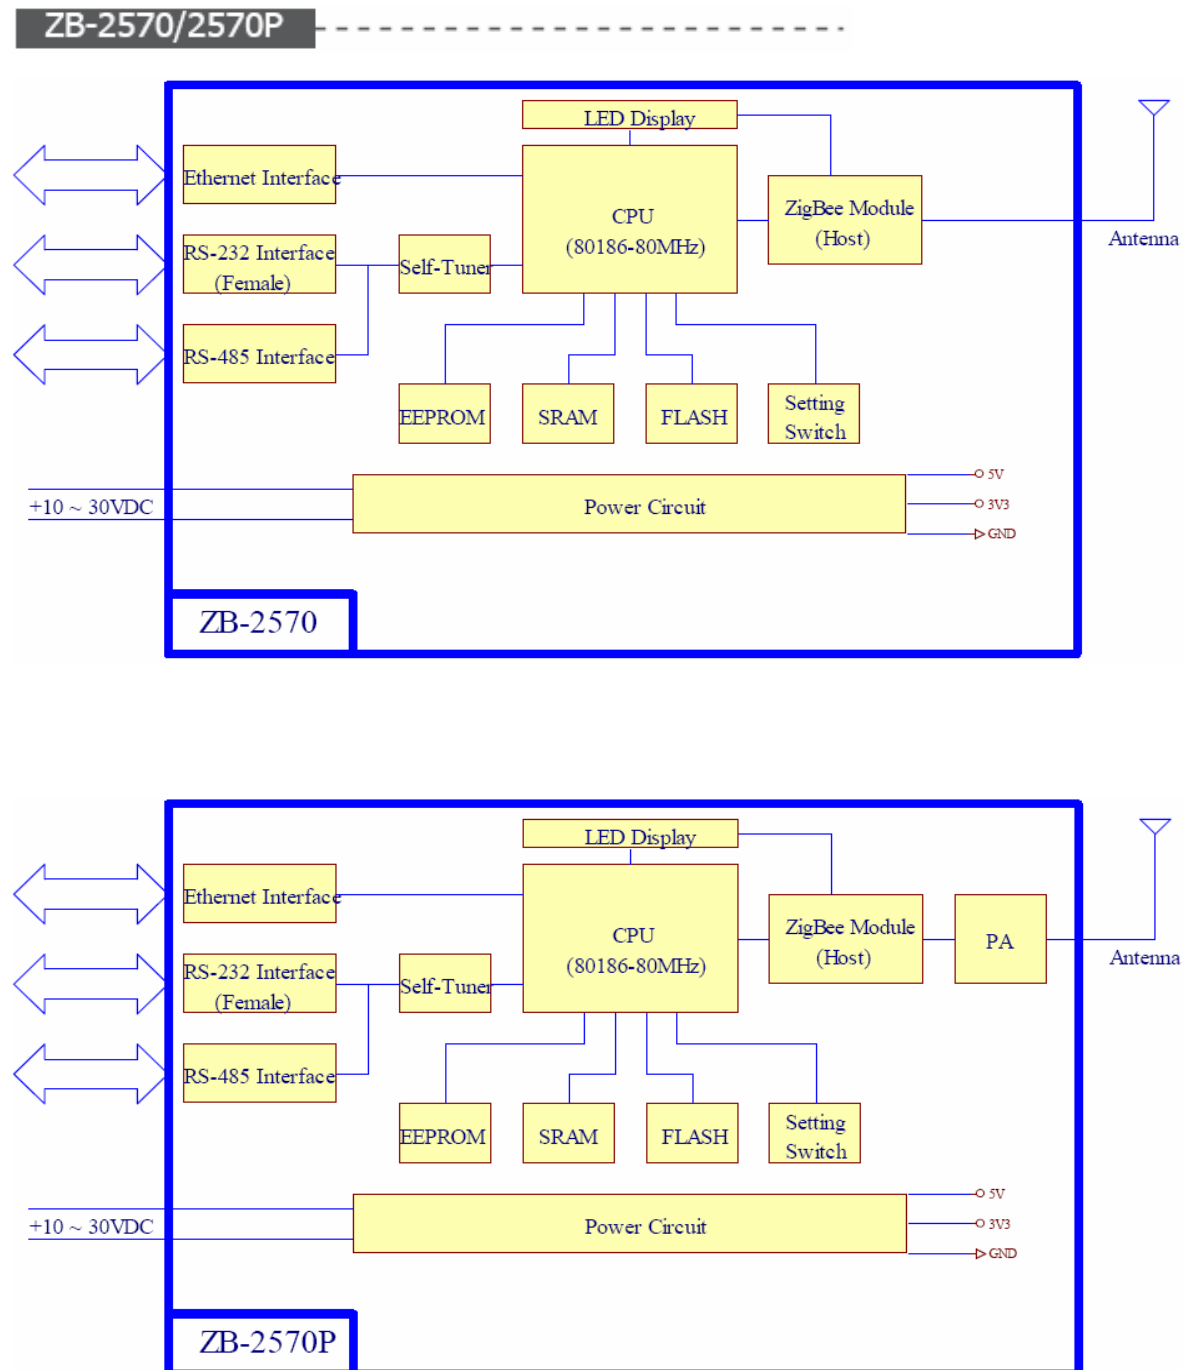 ZB-2570/2570P
LED Display
Ethernet Interface
CPU
(80186-80MHz)
ZigBee Module
(Host)
Antenna
RS-232 Interface
(Female)
Self-Tuner
RS-485 Interface
EEPROM
SRAM
FLASH
Setting
Switch
+10 ~ 30VDC
Power Circuit
5V
3V3
GND
ZB-2570
LED Display
Ethernet Interface
CPU
(80186-80MHz)
ZigBee Module
(Host)
PA
Antenna
RS-232 Interface
(Female)
Self-Tuner
RS-485 Interface
EEPROM
SRAM
FLASH
Setting
Switch
+10 ~ 30VDC
Power Circuit
5V
3V3
GND
ZB-2570P